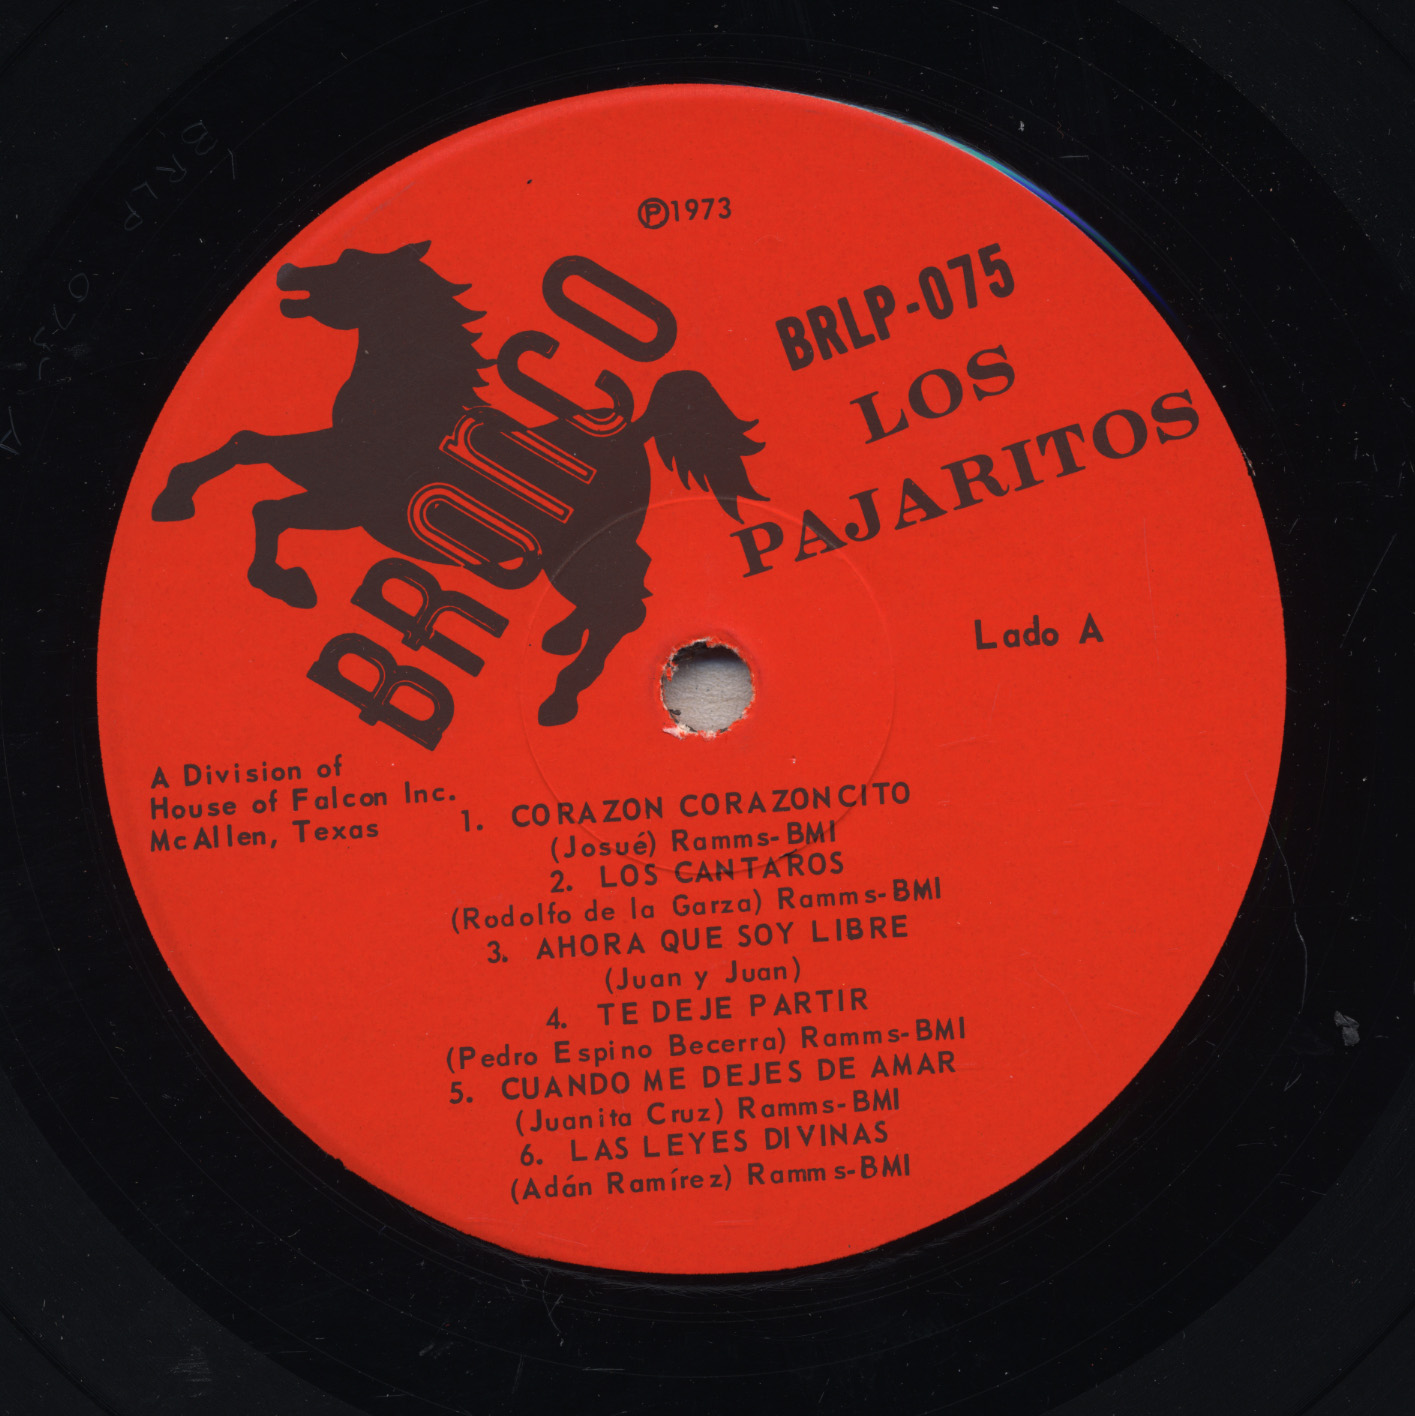 ℗1973
BRONCO
BRLP-075
LOS
PAJARITOS
Lado A
A Division of
House of Falcon Inc.
McAllen, Texas
1. CORAZON CORAZONCITO
(Josué) Ramms-BMI
2. LOS CANTAROS
(Rodolfo de la Garza) Ramms-BMI
3. AHORA QUE SOY LIBRE
(Juan y Juan)
4. TE DEJE PARTIR
(Pedro Espino Becerra) Ramms-BMI
5. CUANDO ME DEJES DE AMAR
(Juanita Cruz) Ramms-BMI
6. LAS LEYES DIVINAS
(Adán Ramírez) Ramms-BMI
BRLP